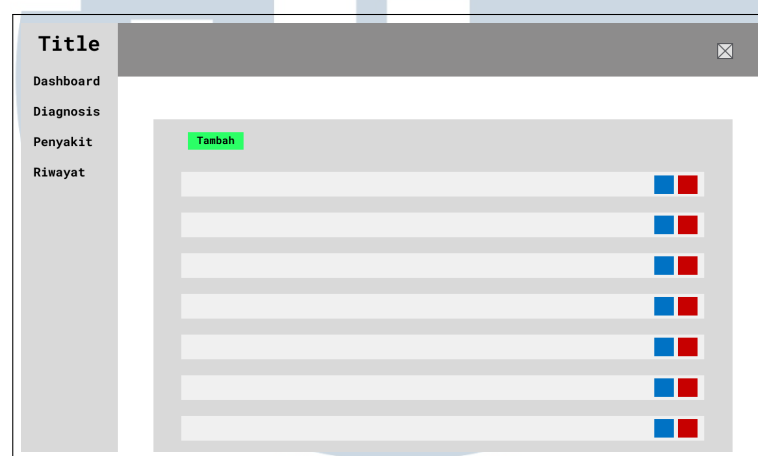 Title
Dashboard
Diagnosis
Penyakit
Riwayat
Tambah